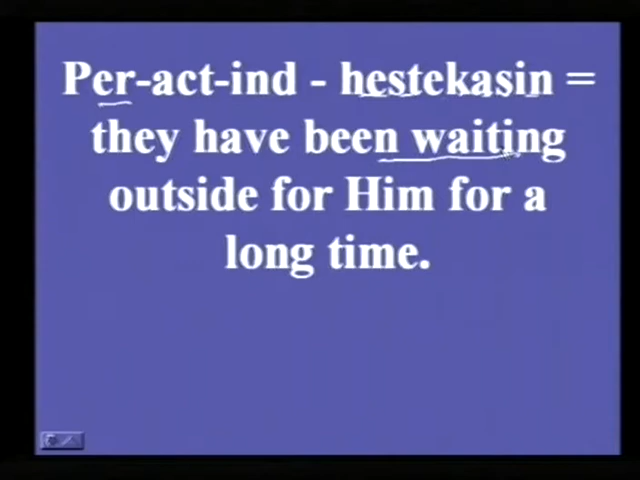 Per-act-ind - hestekasin =
they have been waiting
outside for Him for a
long time.